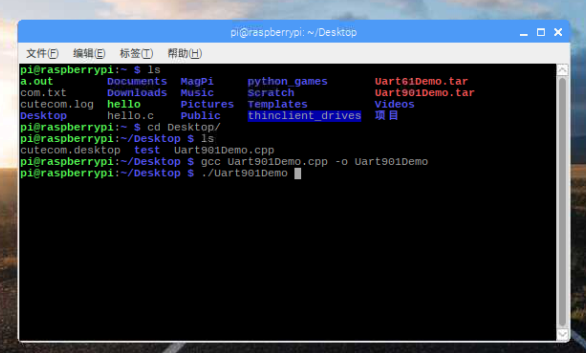 pi@raspberrypi: ~/Desktop
文件(F) 编辑(E) 标签(T) 帮助(H)
pi@raspberrypi:~ $ ls
a.out Documents MagPi python_games Uart61Demo.tar
com.txt Downloads Music Scratch Uart901Demo.tar
cutecom.log hello Pictures Templates Videos
Desktop hello.c Public thinclient_drives 项目
pi@raspberrypi:~ $ cd Desktop/
pi@raspberrypi:~/Desktop $ ls
cutecom.desktop test Uart901Demo.cpp
pi@raspberrypi:~/Desktop $ gcc Uart901Demo.cpp -o Uart901Demo
pi@raspberrypi:~/Desktop $ ./Uart901Demo